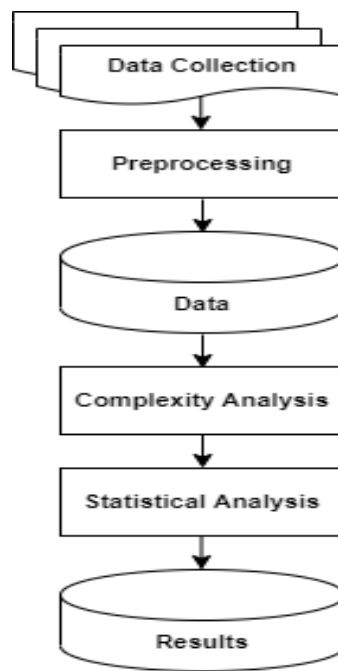 Data Collection
Preprocessing
Data
Complexity Analysis
Statistical Analysis
Results